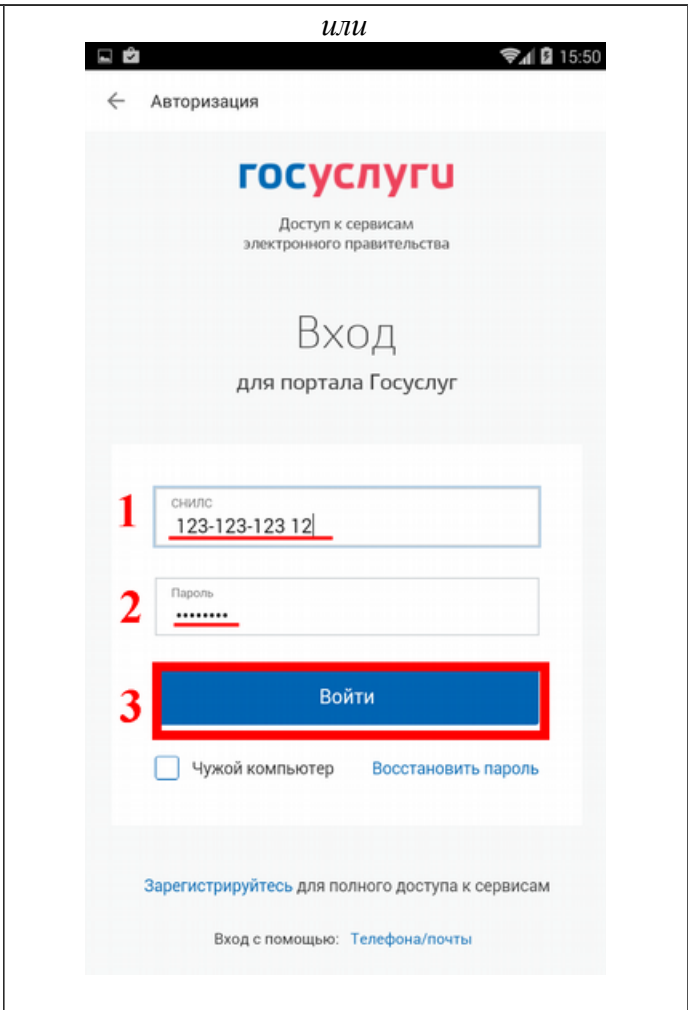 или
15:50
Авторизация
госуслуги
Доступ к сервисам
электронного правительства
Вход
для портала Госуслуг
1
СНИЛС
123-123-123 12
2
Пароль
••••••••
3
Войти
Чужой компьютер Восстановить пароль
Зарегистрируйтесь для полного доступа к сервисам
Вход с помощью: Телефона/почты